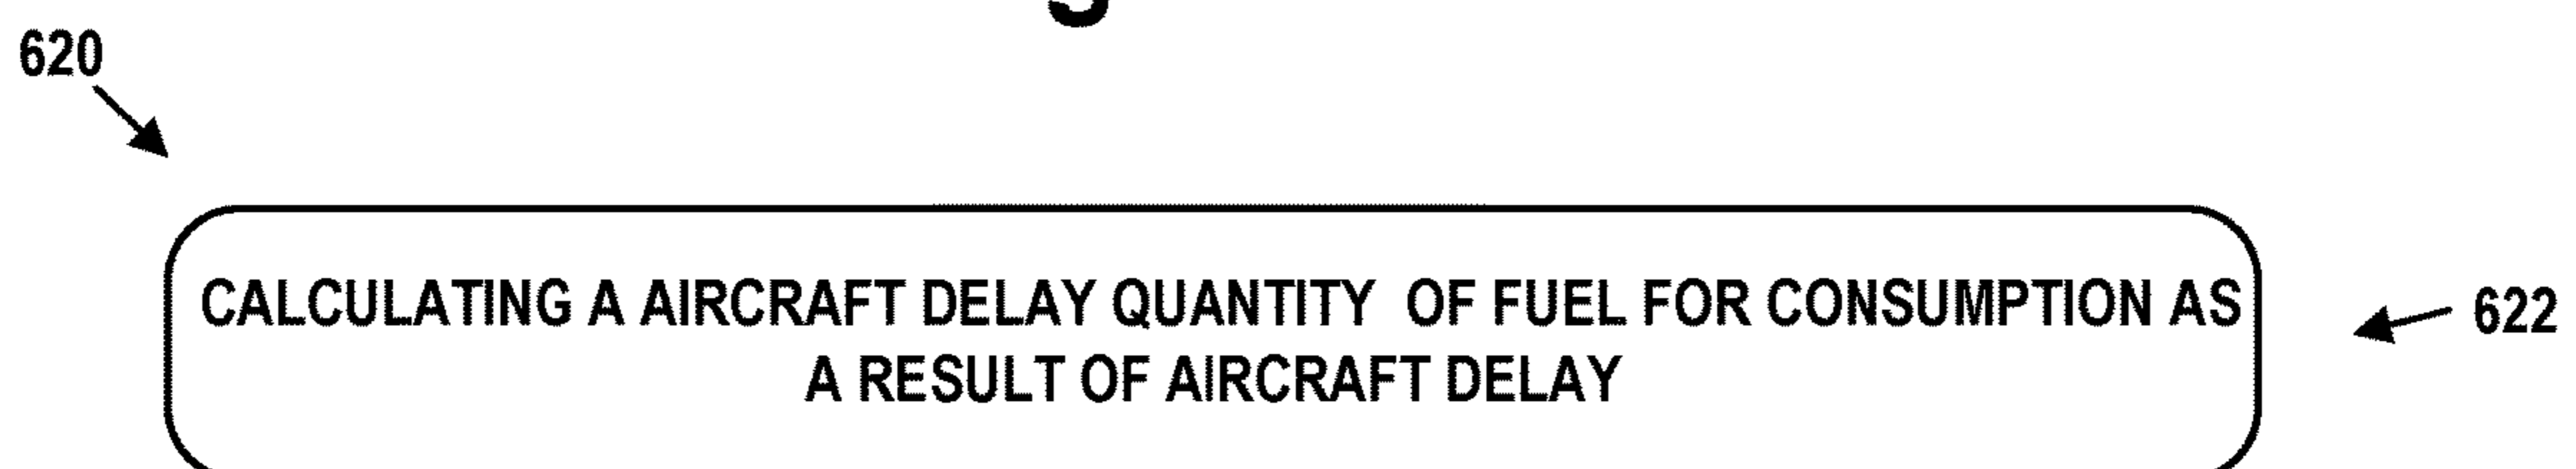 620
CALCULATING A AIRCRAFT DELAY QUANTITY OF FUEL FOR CONSUMPTION AS
622
A RESULT OF AIRCRAFT DELAY